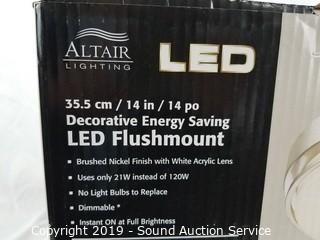 ALTAIR
LIGHTING
LED
35.5 cm / 14 in / 14 po
Decorative Energy Saving
LED Flushmount
▪ Brushed Nickel Finish with White Acrylic Lens
▪ Uses only 21W instead of 120W
▪ No Light Bulbs to Replace
▪ Dimmable *
▪ Instant ON at Full Brightness
Copyright 2019 - Sound Auction Service